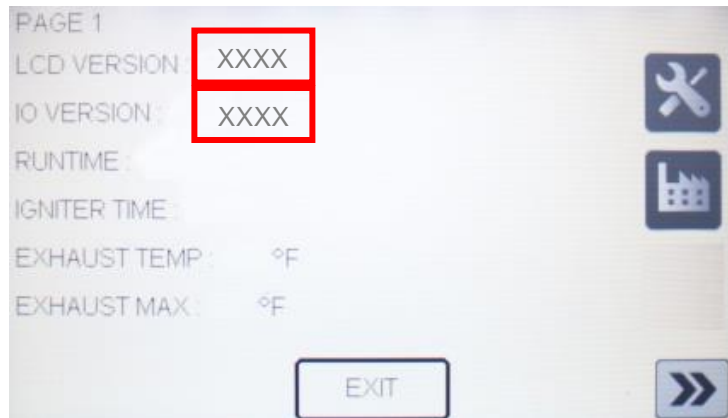 PAGE 1
LCD VERSION : XXXX
IO VERSION : XXXX
RUNTIME :
IGNITER TIME :
EXHAUST TEMP : °F
EXHAUST MAX : °F
EXIT